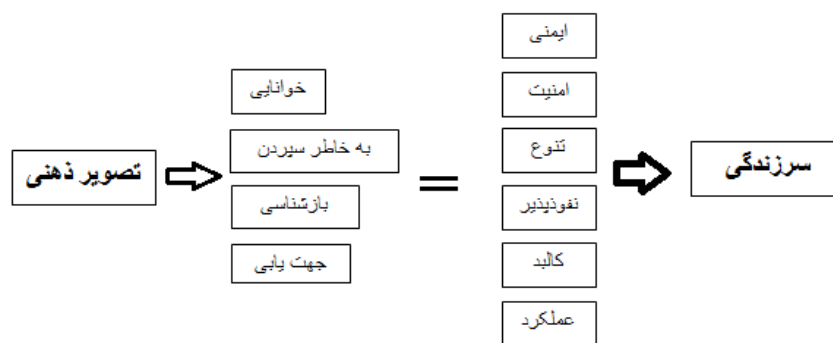 تصویر ذهنی
خوانایی
به خاطر سپردن
بازشناسی
جهت یابی
=
ایمنی
امنیت
تنوع
نفوذپذیر
کالبد
عملکرد
سرزندگی